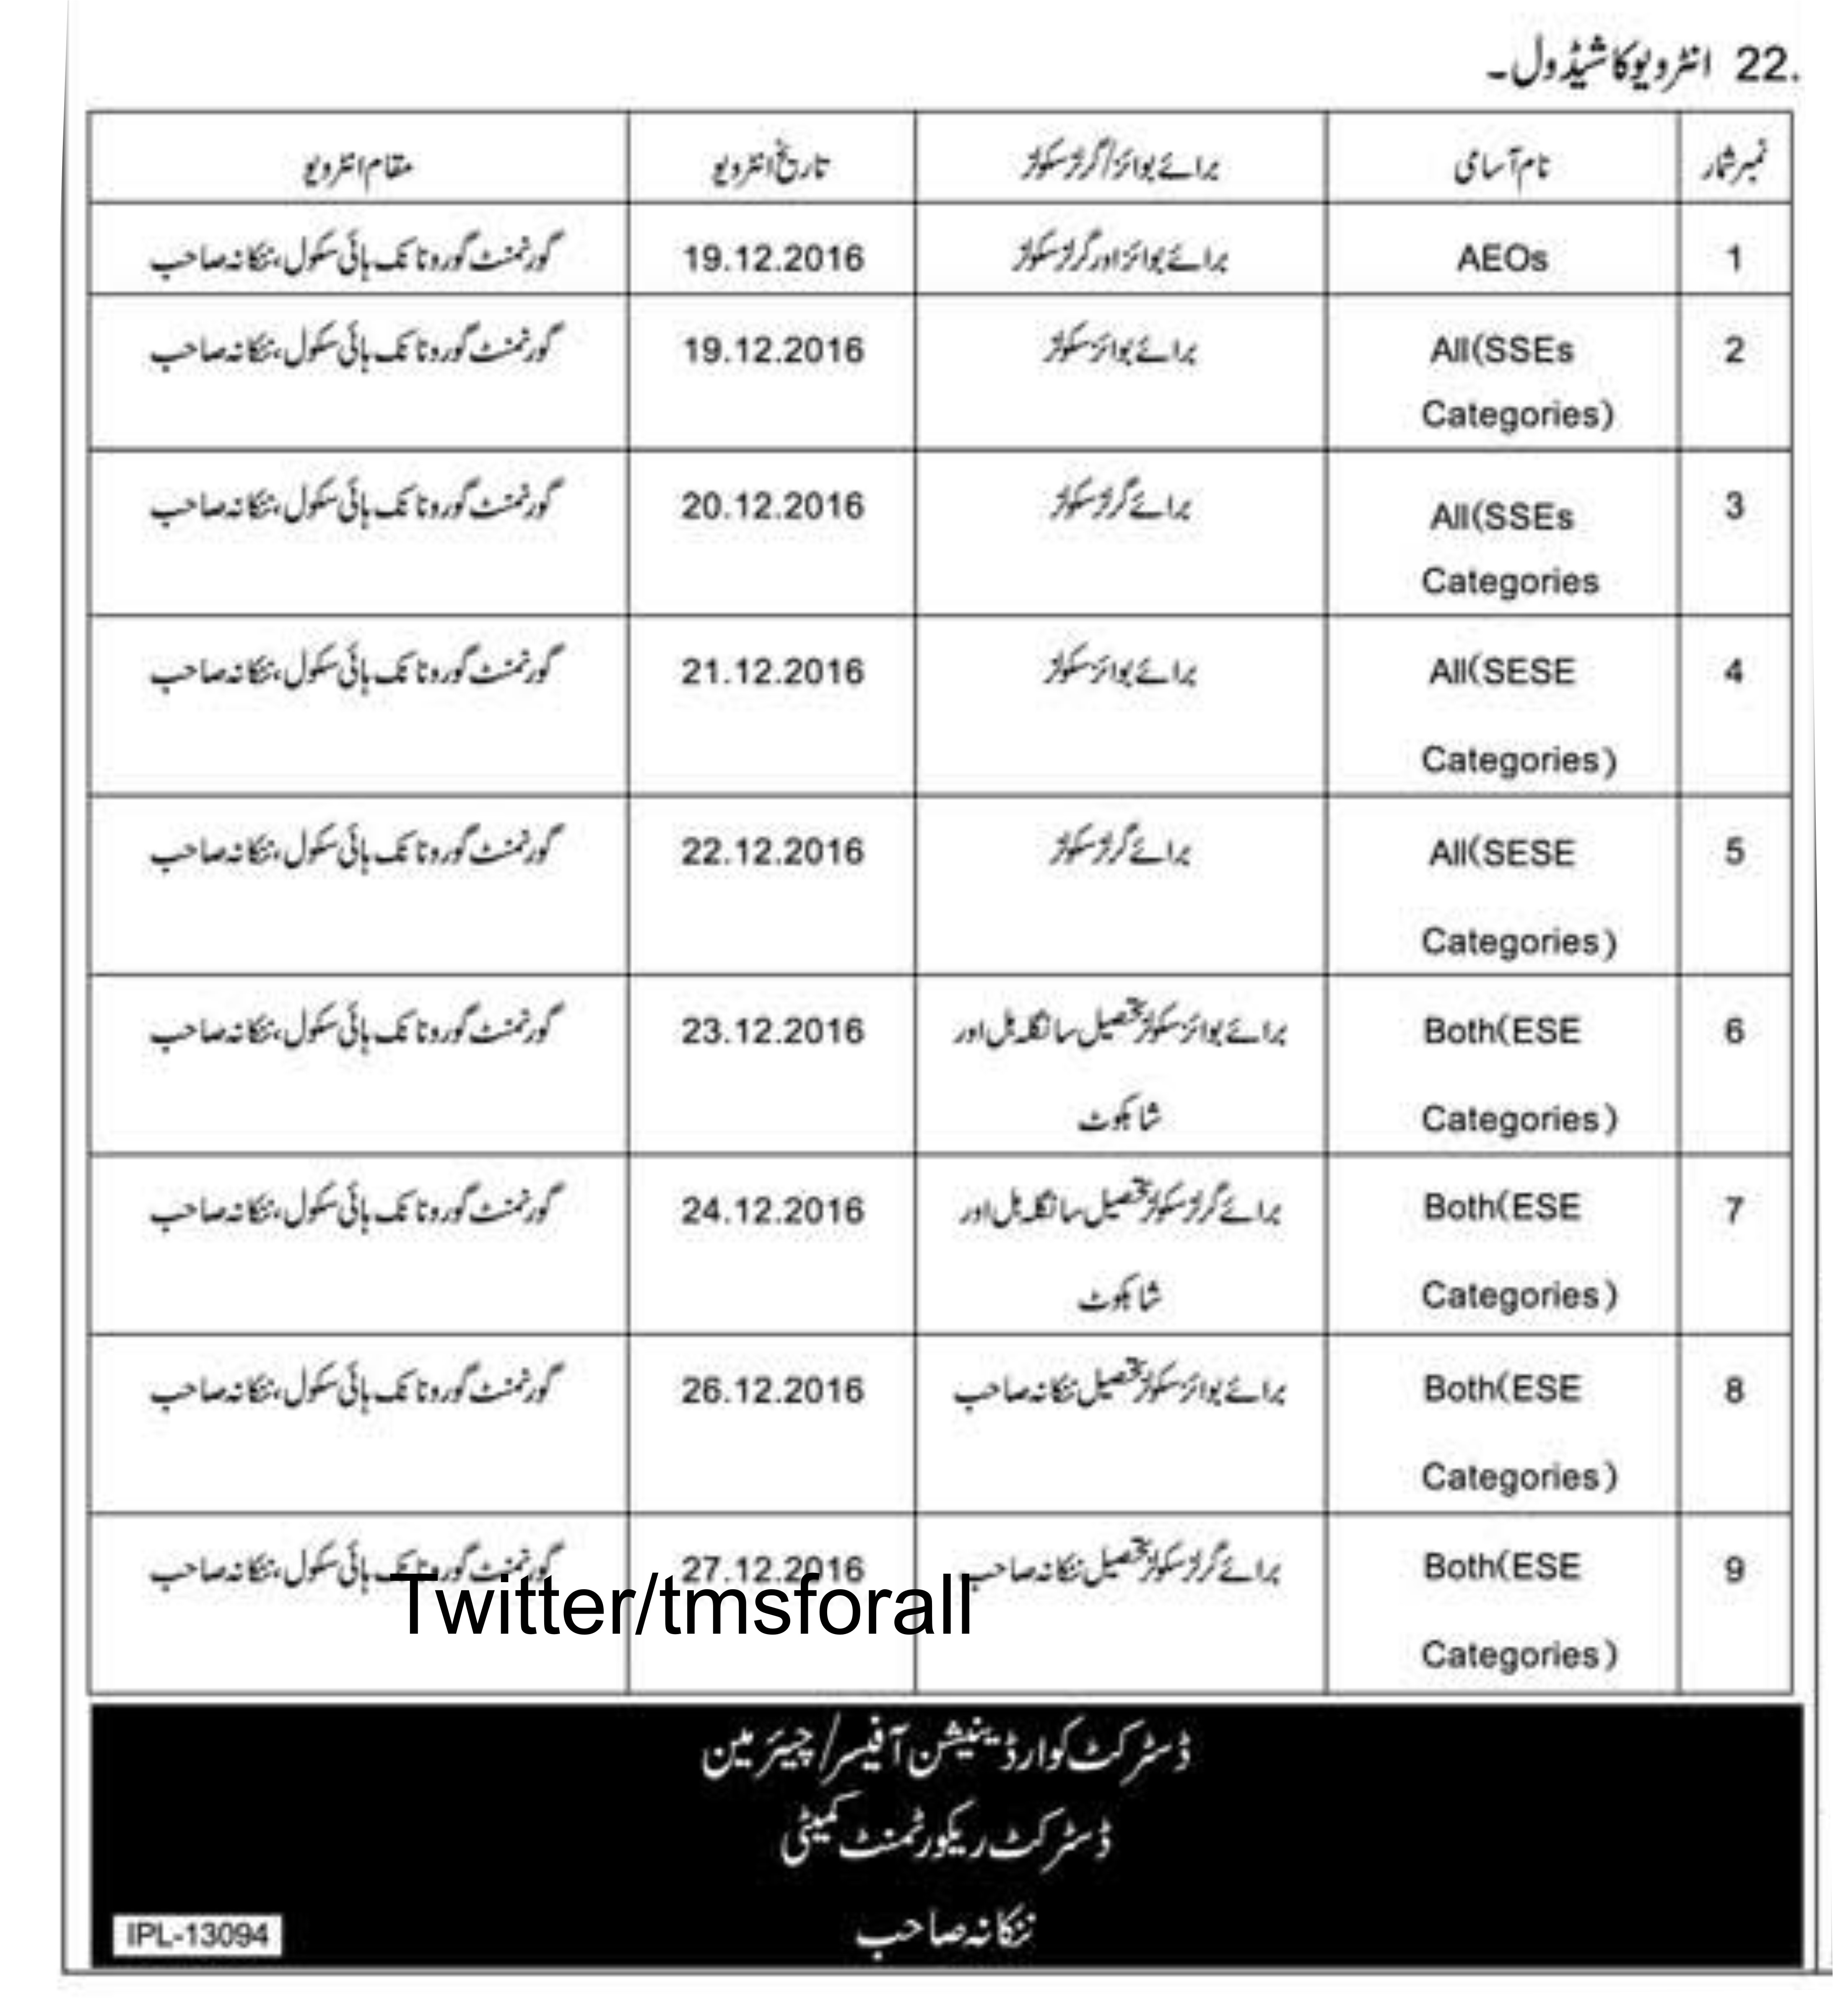 22. انٹرویو کا شیڈول۔
نمبر شمار نام آسامی برائے بوائز/گرلز سکولز تاریخ انٹرویو مقام انٹرویو
1 AEOs برائے بوائز اور گرلز سکولز 19.12.2016 گورنمنٹ گورونانک ہائی سکول، ننکانہ صاحب
2 All(SSEs برائے بوائز سکولز 19.12.2016 گورنمنٹ گورونانک ہائی سکول، ننکانہ صاحب
Categories)
3 All(SSEs برائے گرلز سکولز 20.12.2016 گورنمنٹ گورونانک ہائی سکول، ننکانہ صاحب
Categories
4 All(SESE برائے بوائز سکولز 21.12.2016 گورنمنٹ گورونانک ہائی سکول، ننکانہ صاحب
Categories)
5 All(SESE برائے گرلز سکولز 22.12.2016 گورنمنٹ گورونانک ہائی سکول، ننکانہ صاحب
Categories)
6 Both(ESE برائے بوائز سکولز تحصیل سانگلہ ہل اور 23.12.2016 گورنمنٹ گورونانک ہائی سکول، ننکانہ صاحب
Categories) شاہکوٹ
7 Both(ESE برائے گرلز سکولز تحصیل سانگلہ ہل اور 24.12.2016 گورنمنٹ گورونانک ہائی سکول، ننکانہ صاحب
Categories) شاہکوٹ
8 Both(ESE برائے بوائز سکولز تحصیل ننکانہ صاحب 26.12.2016 گورنمنٹ گورونانک ہائی سکول، ننکانہ صاحب
Categories)
9 Both(ESE برائے گرلز سکولز تحصیل ننکانہ صاحب 27.12.2016 گورنمنٹ گورونانک ہائی سکول، ننکانہ صاحب
Twitter/tmsforall
Categories)
ڈسٹرکٹ کوارڈینیشن آفیسر/چیئرمین
ڈسٹرکٹ ریکورٹمنٹ کمیٹی
ننکانہ صاحب
IPL-13094